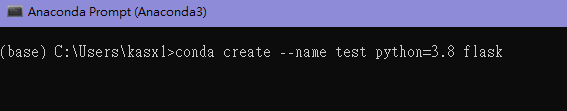 Anaconda Prompt (Anaconda3)
(base) C:\Users\kasx1>conda create --name test python=3.8 flask